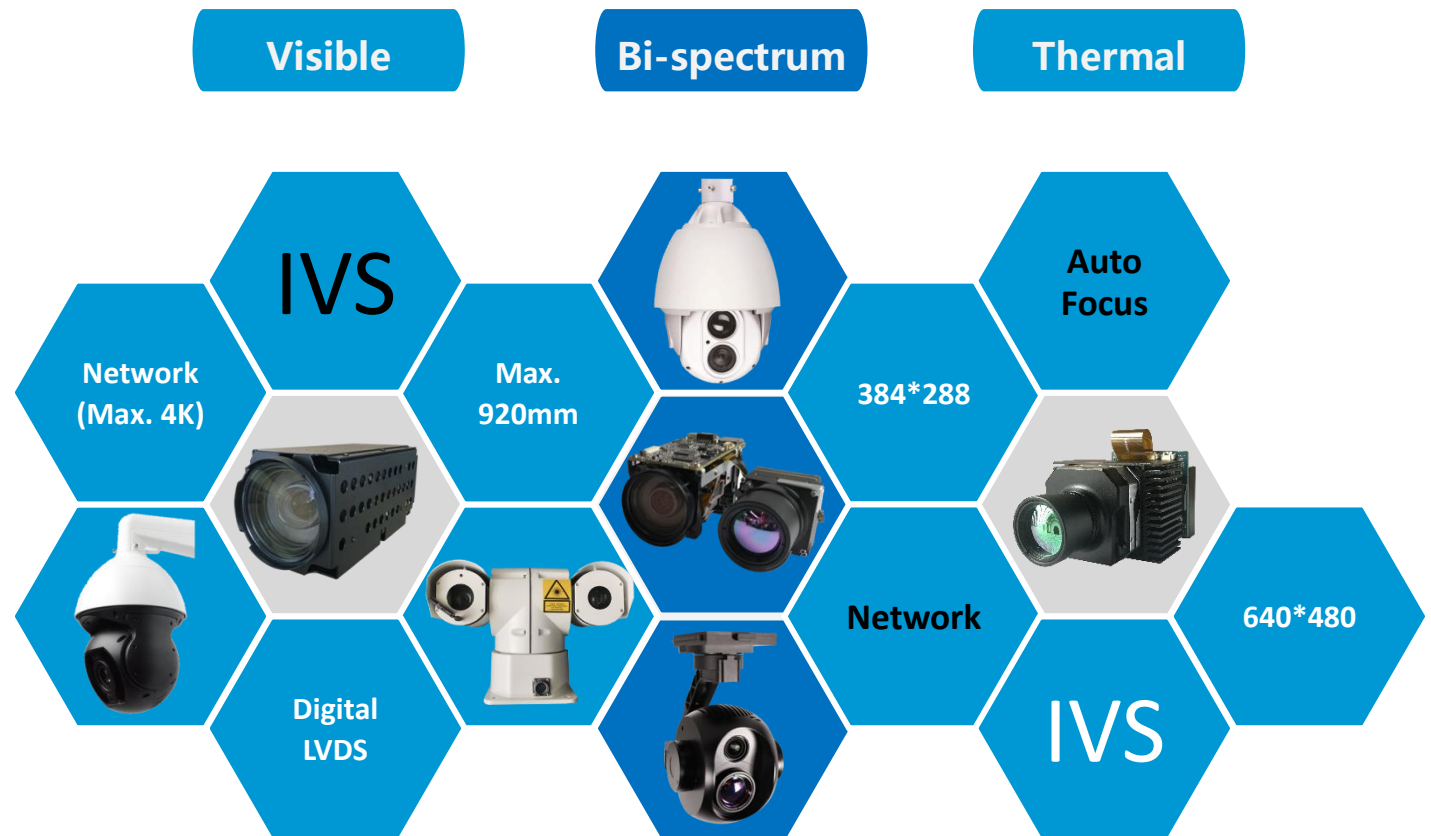 Visible
Bi-spectrum
Thermal
IVS
Auto
Focus
Network
(Max. 4K)
Max.
920mm
384*288
Network
640*480
Digital
LVDS
IVS